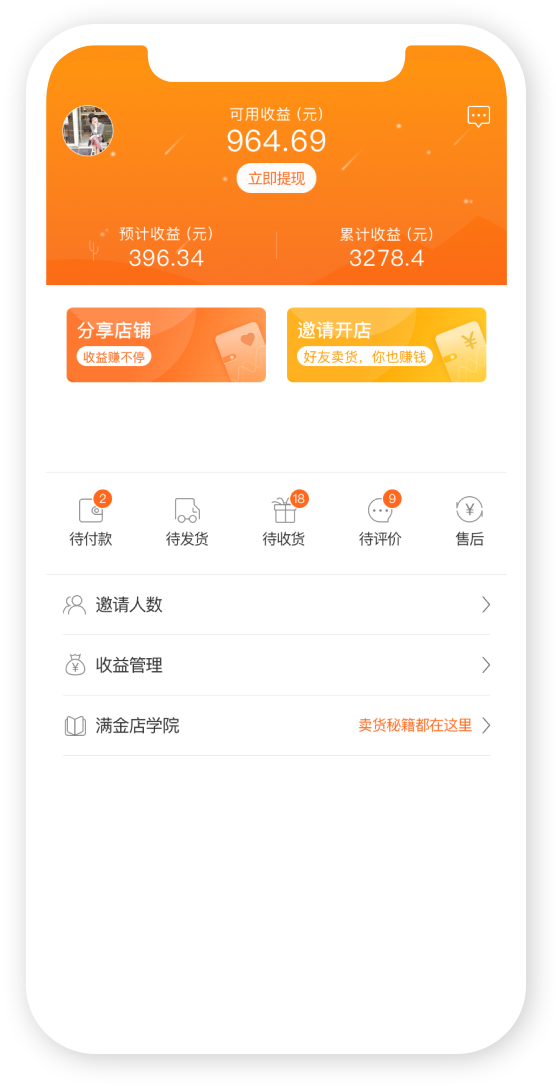 可用收益 (元)
964.69
立即提现
预计收益 (元)
累计收益 (元)
396.34
3278.4
分享店铺
收益赚不停
邀请开店
好友卖货，你也赚钱
2
18
9
待付款
待发货
待收货
待评价
售后
邀请人数
收益管理
满金店学院
卖货秘籍都在这里